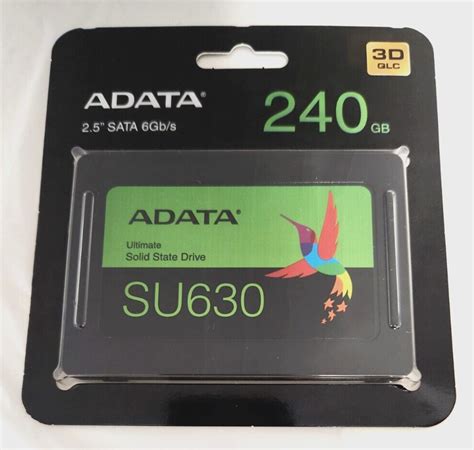 3D
QLC
ADATA®
240 GB
2.5" SATA 6Gb/s
ADATA®
Ultimate
Solid State Drive
SU630